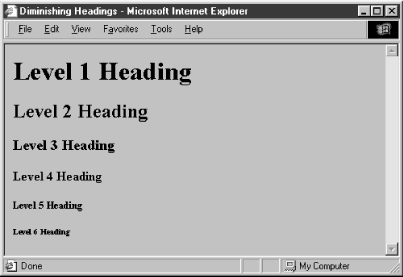 Diminishing Headings - Microsoft Internet Explorer
File Edit View Favorites Tools Help
Level 1 Heading
Level 2 Heading
Level 3 Heading
Level 4 Heading
Level 5 Heading
Level 6 Heading
Done My Computer